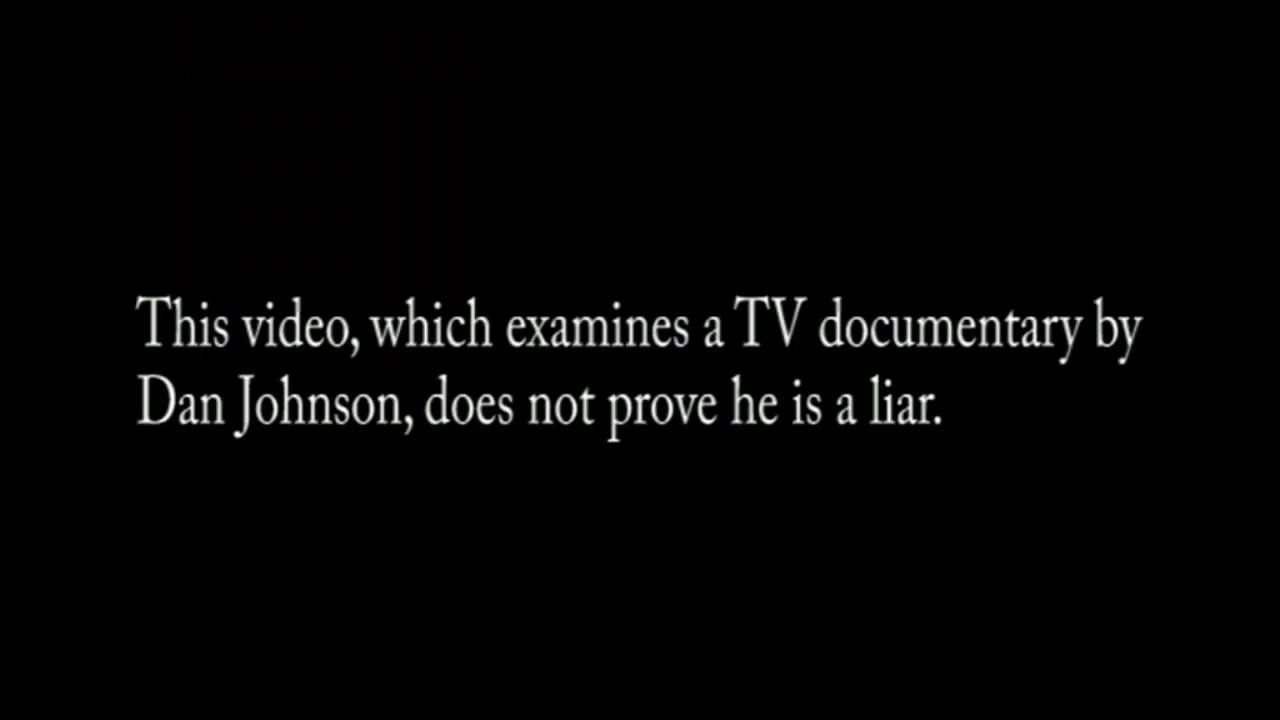 This video, which examines a TV documentary by
Dan Johnson, does not prove he is a liar.